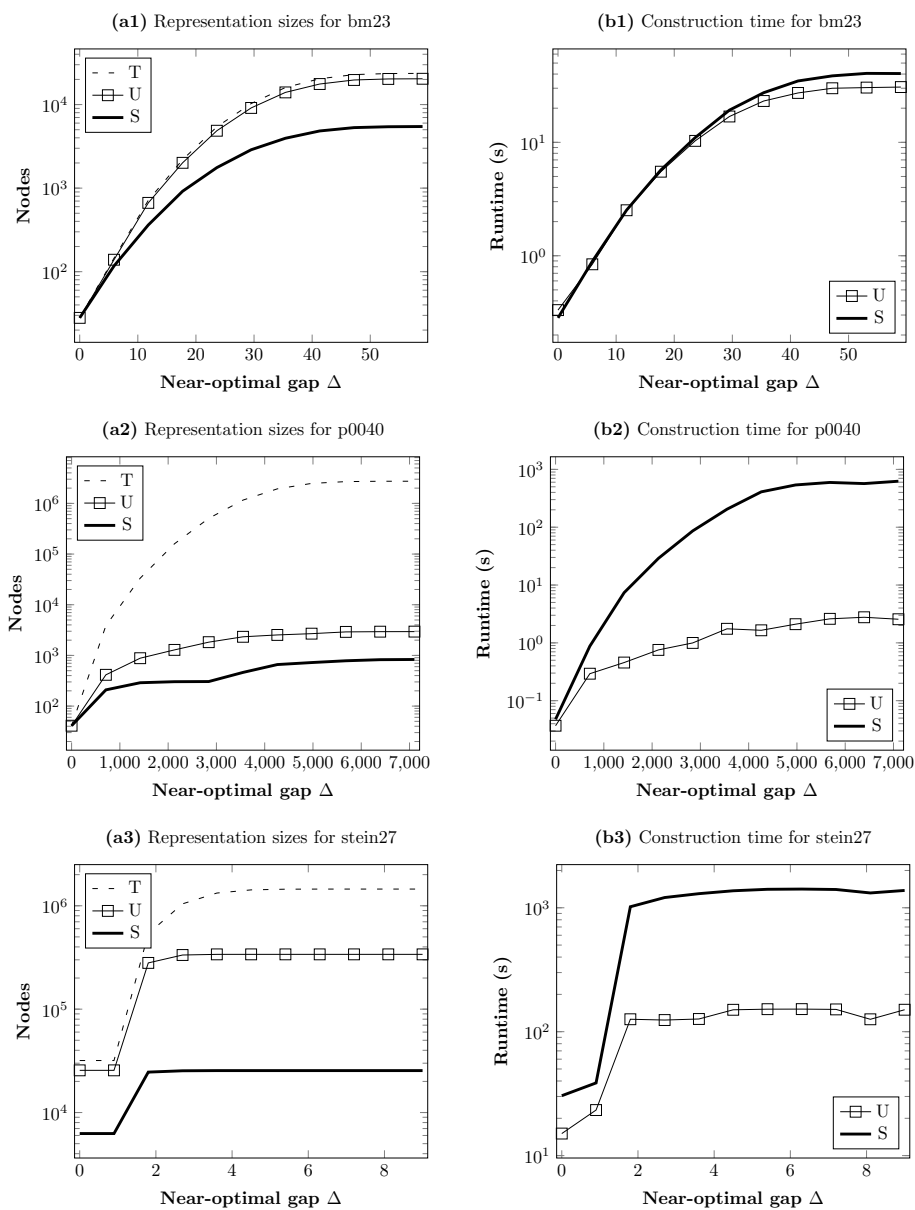 (a1) Representation sizes for bm23
T
U
S
10^4
10^3
10^2
Nodes
0 10 20 30 40 50
Near-optimal gap Δ
(b1) Construction time for bm23
10^1
10^0
Runtime (s)
U
S
0 10 20 30 40 50
Near-optimal gap Δ
(a2) Representation sizes for p0040
T
U
S
10^6
10^5
10^4
10^3
10^2
Nodes
0 1,000 2,000 3,000 4,000 5,000 6,000 7,000
Near-optimal gap Δ
(b2) Construction time for p0040
10^3
10^2
10^1
10^0
10^−1
Runtime (s)
U
S
0 1,000 2,000 3,000 4,000 5,000 6,000 7,000
Near-optimal gap Δ
(a3) Representation sizes for stein27
T
U
S
10^6
10^5
10^4
Nodes
0 2 4 6 8
Near-optimal gap Δ
(b3) Construction time for stein27
10^3
10^2
10^1
Runtime (s)
U
S
0 2 4 6 8
Near-optimal gap Δ